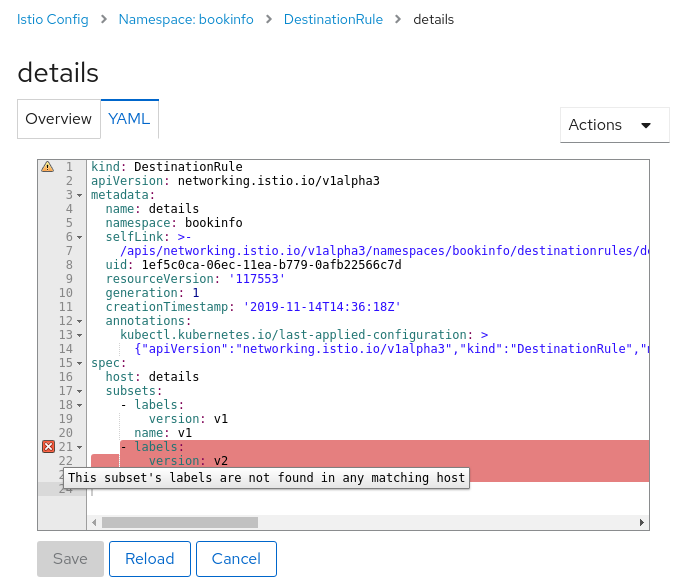 Istio Config > Namespace: bookinfo > DestinationRule > details
details
Overview YAML
Actions
1 kind: DestinationRule
2 apiVersion: networking.istio.io/v1alpha3
3 metadata:
4 name: details
5 namespace: bookinfo
6 selfLink: >-
7 /apis/networking.istio.io/v1alpha3/namespaces/bookinfo/destinationrules/de
8 uid: 1ef5c0ca-06ec-11ea-b779-0afb22566c7d
9 resourceVersion: '117553'
10 generation: 1
11 creationTimestamp: '2019-11-14T14:36:18Z'
12 annotations:
13 kubectl.kubernetes.io/last-applied-configuration: >
14 {"apiVersion":"networking.istio.io/v1alpha3","kind":"DestinationRule","m
15 spec:
16 host: details
17 subsets:
18 - labels:
19 version: v1
20 name: v1
21 - labels:
22 version: v2
This subset's labels are not found in any matching host
24
Save Reload Cancel